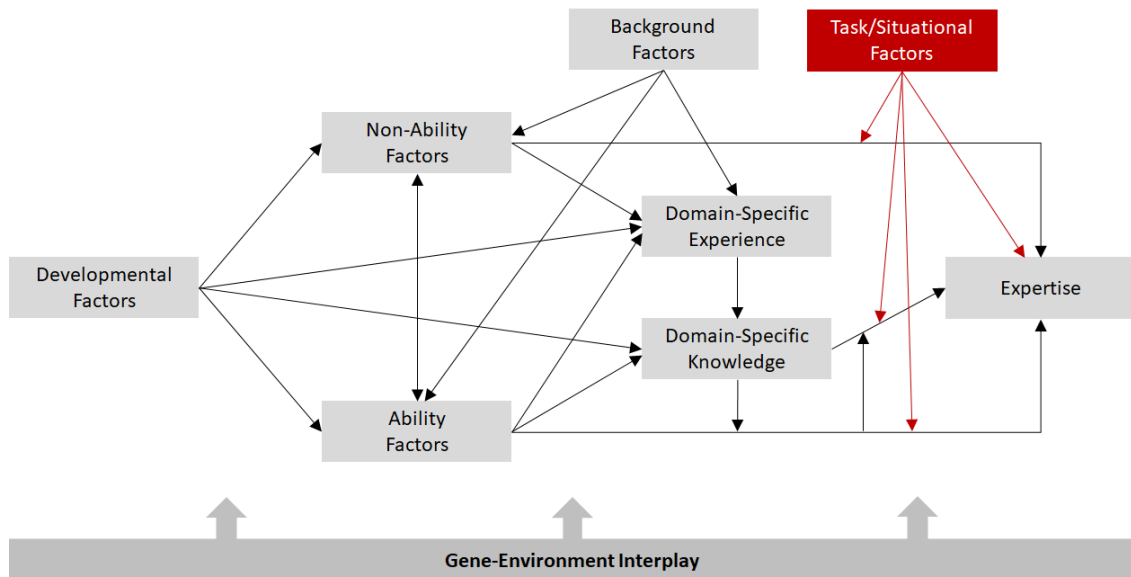 Background
Factors
Task/Situational
Factors
Non-Ability
Factors
Domain-Specific
Experience
Developmental
Factors
Expertise
Domain-Specific
Knowledge
Ability
Factors
Gene-Environment Interplay